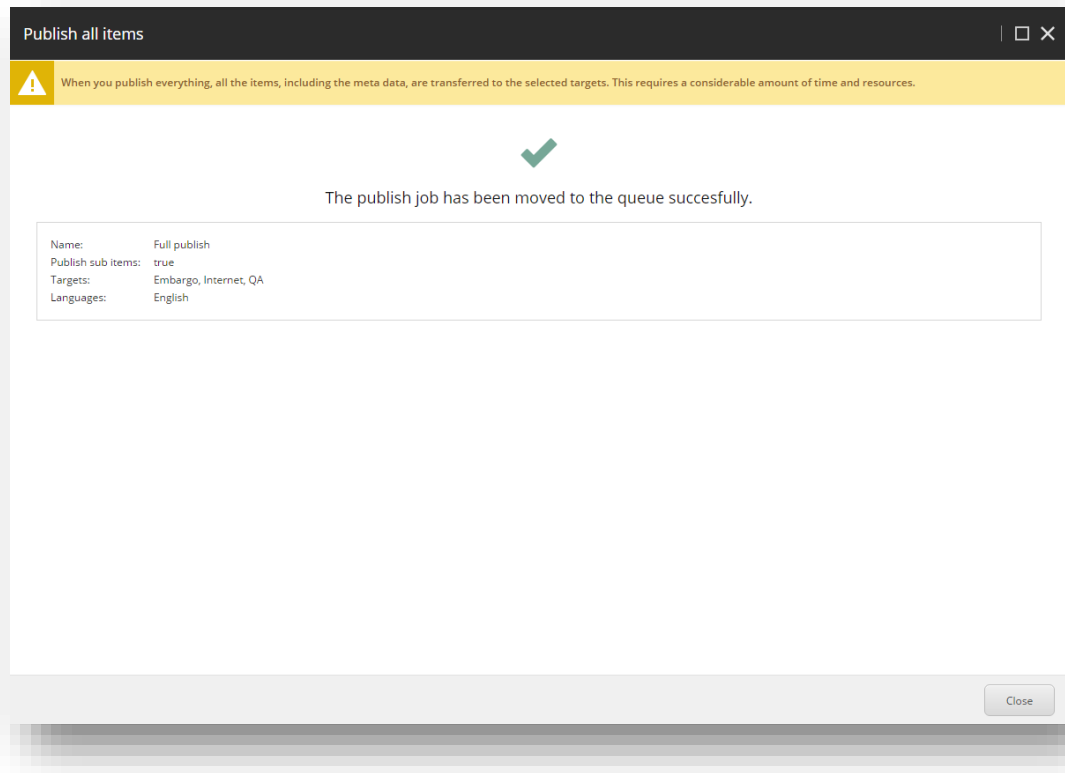 Publish all items
When you publish everything, all the items, including the meta data, are transferred to the selected targets. This requires a considerable amount of time and resources.
The publish job has been moved to the queue succesfully.
Name: Full publish
Publish sub items: true
Targets: Embargo, Internet, QA
Languages: English
Close